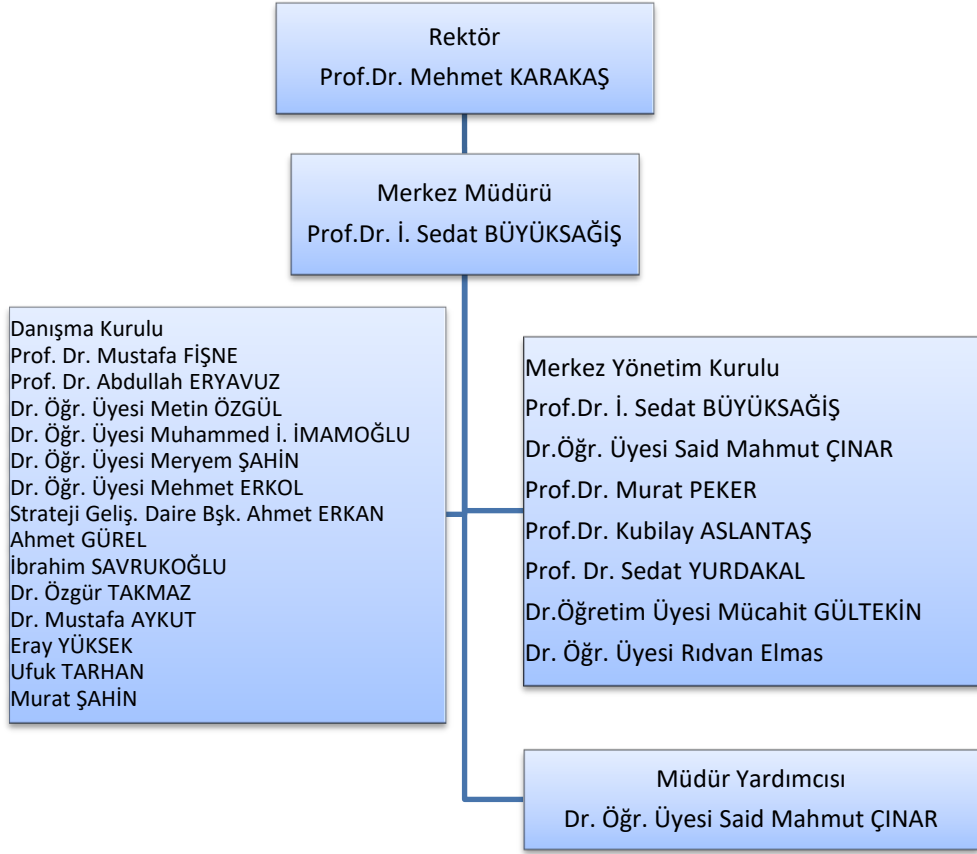 Rektör
Prof.Dr. Mehmet KARAKAŞ
Merkez Müdürü
Prof.Dr. İ. Sedat BÜYÜKSAĞİŞ
Danışma Kurulu
Prof. Dr. Mustafa FİŞNE
Prof. Dr. Abdullah ERYAVUZ
Dr. Öğr. Üyesi Metin ÖZGÜL
Dr. Öğr. Üyesi Muhammed İ. İMAMOĞLU
Dr. Öğr. Üyesi Meryem ŞAHİN
Dr. Öğr. Üyesi Mehmet ERKOL
Strateji Geliş. Daire Bşk. Ahmet ERKAN
Ahmet GÜREL
İbrahim SAVRUKOĞLU
Dr. Özgür TAKMAZ
Dr. Mustafa AYKUT
Eray YÜKSEK
Ufuk TARHAN
Murat ŞAHİN
Merkez Yönetim Kurulu
Prof.Dr. İ. Sedat BÜYÜKSAĞİŞ
Dr.Öğr. Üyesi Said Mahmut ÇINAR
Prof.Dr. Murat PEKER
Prof.Dr. Kubilay ASLANTAŞ
Prof. Dr. Sedat YURDAKAL
Dr.Öğretim Üyesi Mücahit GÜLTEKİN
Dr. Öğr. Üyesi Rıdvan Elmas
Müdür Yardımcısı
Dr. Öğr. Üyesi Said Mahmut ÇINAR